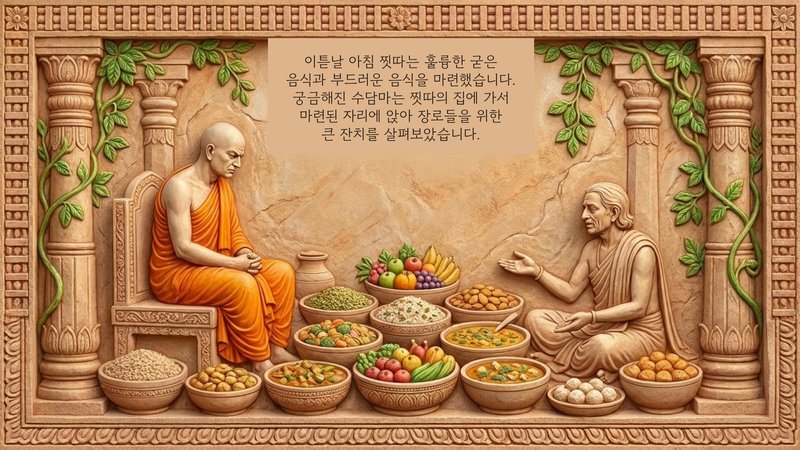 이튿날 아침 찟따는 훌륭한 굳은
음식과 부드러운 음식을 마련했습니다.
궁금해진 수담마는 찟따의 집에 가서
마련된 자리에 앉아 장로들을 위한
큰 잔치를 살펴보았습니다.